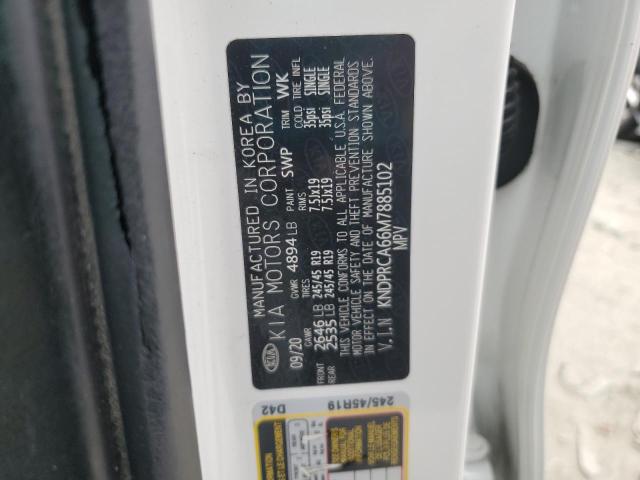 MANUFACTURED IN KOREA BY
KIA KIA MOTORS CORPORATION
09/20 GVWR 4894 LB PAINT SWP TRIM WK
GAWR TIRES RIMS COLD TIRE INFL
FRONT 2646 LB 245/45 R19 7.5Jx19 35psi SINGLE
REAR 2535 LB 245/45 R19 7.5Jx19 35psi SINGLE
THIS VEHICLE CONFORMS TO ALL APPLICABLE U.S.A FEDERAL
MOTOR VEHICLE SAFETY AND THEFT PREVENTION STANDARDS
IN EFFECT ON THE DATE OF MANUFACTURE SHOWN ABOVE.
V.I.N KNDPRCA66M7885102
MPV
D42
245/45R19